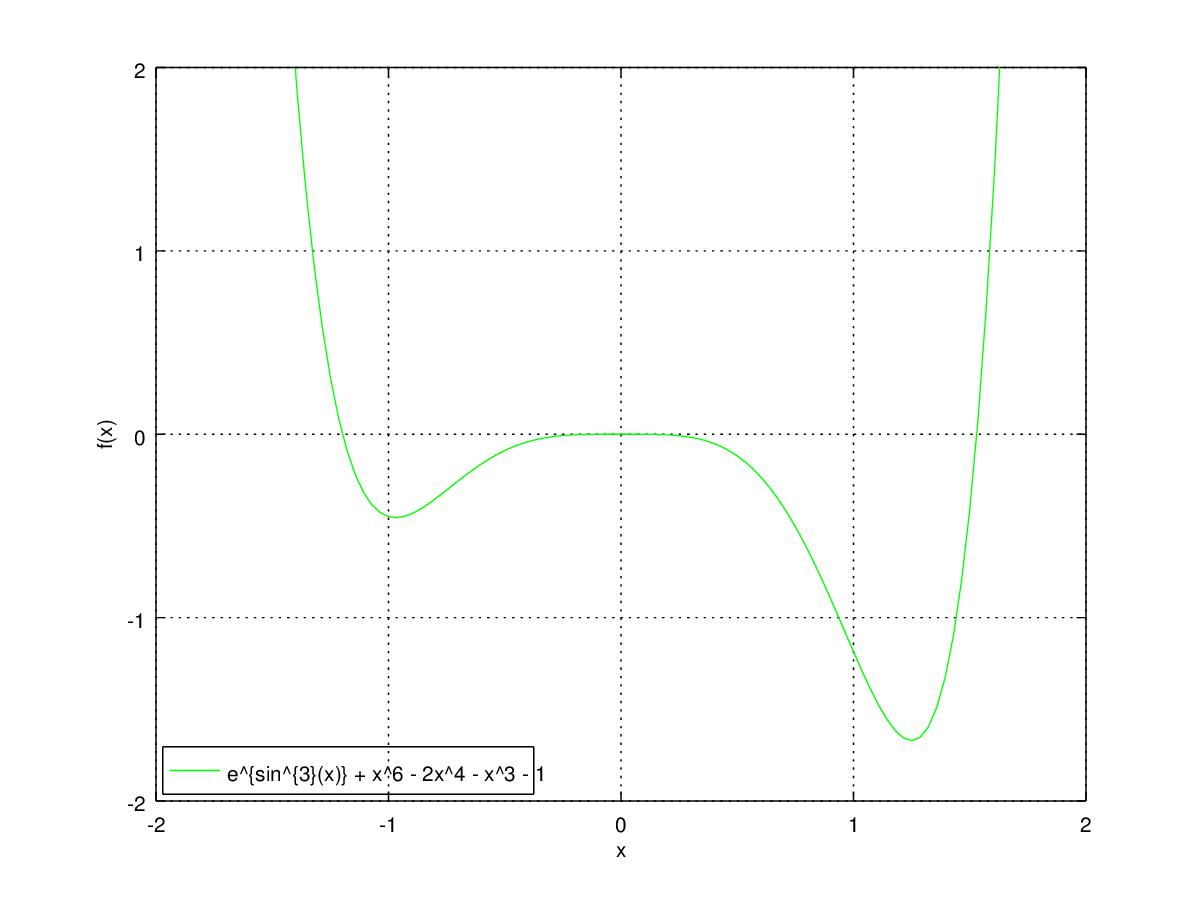 2
1
0
-1
-2
f(x)
e^{sin^{3}(x)} + x^6 - 2x^4 - x^3 - 1
-2 -1 0 1 2
x